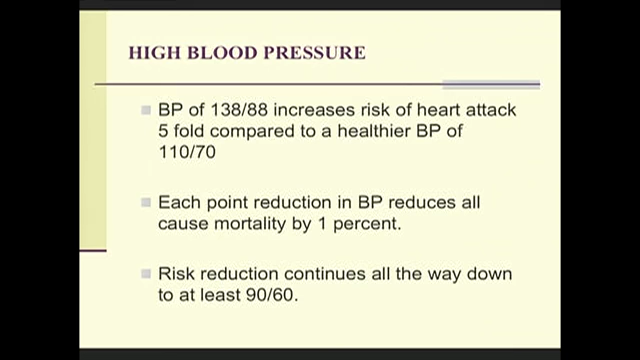 HIGH BLOOD PRESSURE
BP of 138/88 increases risk of heart attack
5 fold compared to a healthier BP of
110/70
Each point reduction in BP reduces all
cause mortality by 1 percent.
Risk reduction continues all the way down
to at least 90/60.